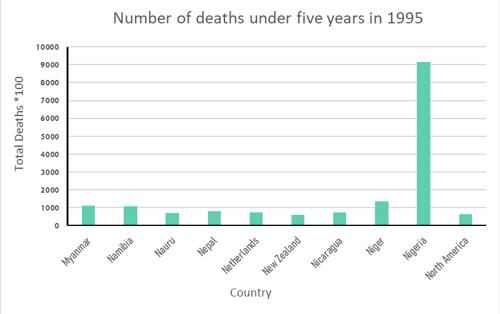 Number of deaths under five years in 1995
Total Deaths *100
10000
9000
8000
7000
6000
5000
4000
3000
2000
1000
0
Myanmar
Namibia
Nauru
Nepal
Netherlands
New Zealand
Nicaragua
Niger
Nigeria
North America
Country